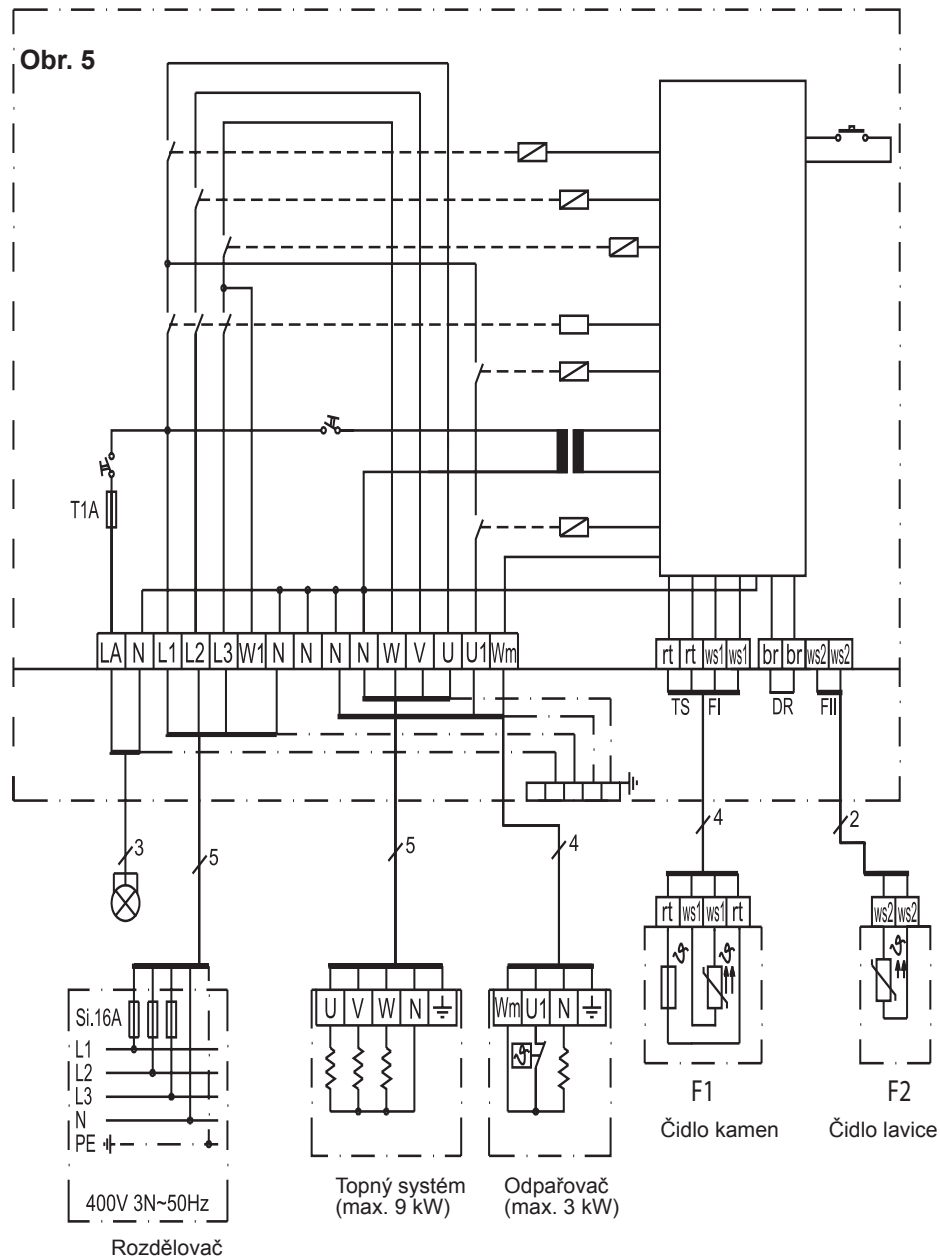 Obr. 5
T1A
LA N L1 L2 L3 W1 N N N N W V U U1 Wm
rt rt ws1 ws1 br br ws2 ws2
TS FI DR FII
3 5 5 4 4 2
rt ws1 ws1 rt
ws2 ws2
U V W N
Wm U1 N
Si.16A
L1
L2
L3
N
PE
400V 3N~50Hz
Rozdělovač
Topný systém
(max. 9 kW)
Odpařovač
(max. 3 kW)
F1
Čidlo kamen
F2
Čidlo lavice